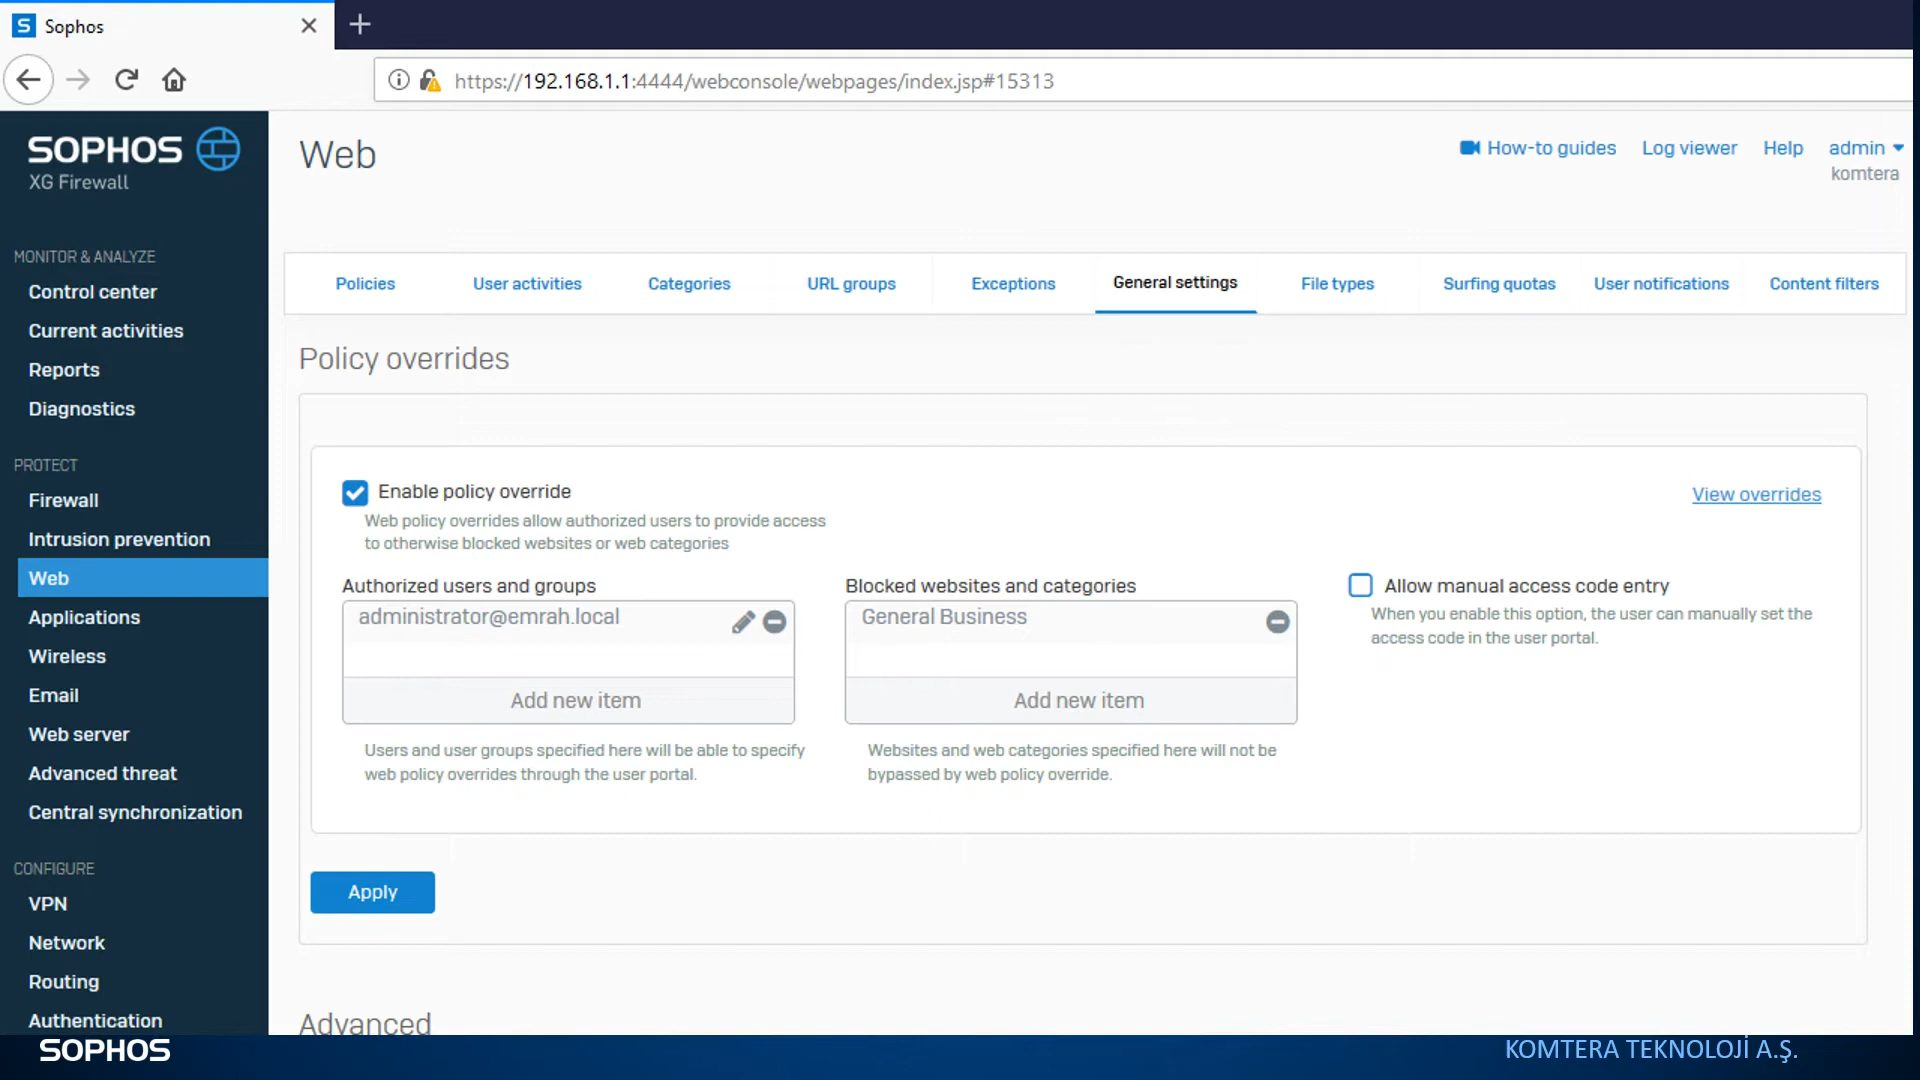 S Sophos
https://192.168.1.1:4444/webconsole/webpages/index.jsp#15313
SOPHOS
XG Firewall
Web
How-to guides
Log viewer
Help
admin
komtera
MONITOR & ANALYZE
Control center
Current activities
Reports
Diagnostics
PROTECT
Firewall
Intrusion prevention
Web
Applications
Wireless
Email
Web server
Advanced threat
Central synchronization
CONFIGURE
VPN
Network
Routing
Authentication
Policies
User activities
Categories
URL groups
Exceptions
General settings
File types
Surfing quotas
User notifications
Content filters
Policy overrides
Enable policy override
Web policy overrides allow authorized users to provide access
to otherwise blocked websites or web categories
View overrides
Authorized users and groups
administrator@emrah.local
Add new item
Users and user groups specified here will be able to specify
web policy overrides through the user portal.
Blocked websites and categories
General Business
Add new item
Websites and web categories specified here will not be
bypassed by web policy override.
Allow manual access code entry
When you enable this option, the user can manually set the
access code in the user portal.
Apply
Advanced
SOPHOS
KOMTERA TEKNOLOJİ A.Ş.